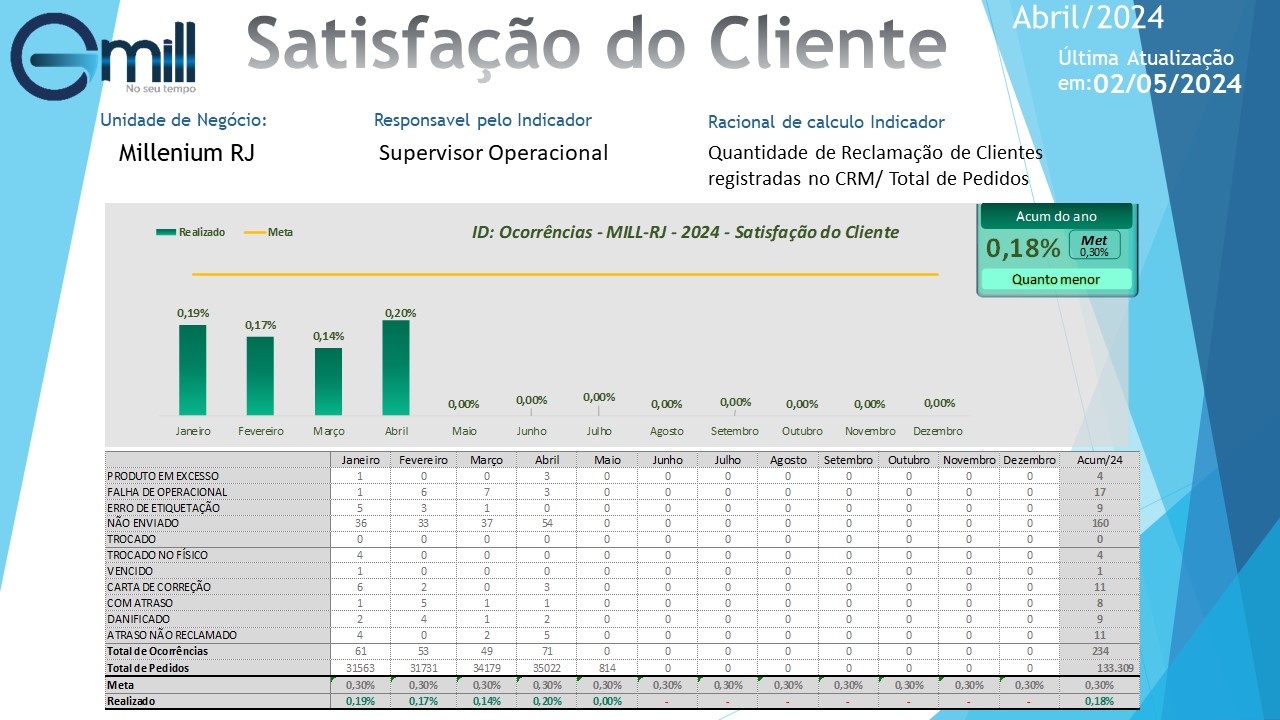 mill
No seu tempo
Satisfação do Cliente
Abril/2024
Última Atualização
em:02/05/2024
Unidade de Negócio:
Millenium RJ
Responsavel pelo Indicador
Supervisor Operacional
Racional de calculo Indicador
Quantidade de Reclamação de Clientes
registradas no CRM/ Total de Pedidos
Realizado Meta
ID: Ocorrências - MILL-RJ - 2024 - Satisfação do Cliente
Acum do ano
0,18% Met
0,30%
Quanto menor
0,19% 0,17% 0,14% 0,20% 0,00% 0,00% 0,00% 0,00% 0,00% 0,00% 0,00% 0,00%
Janeiro Fevereiro Março Abril Maio Junho Julho Agosto Setembro Outubro Novembro Dezembro
Janeiro Fevereiro Março Abril Maio Junho Julho Agosto Setembro Outubro Novembro Dezembro Acum/24
PRODUTO EM EXCESSO 1 0 0 3 0 0 0 0 0 0 0 0 4
FALHA DE OPERACIONAL 1 6 7 3 0 0 0 0 0 0 0 0 17
ERRO DE ETIQUETAÇÃO 5 3 1 0 0 0 0 0 0 0 0 0 9
NÃO ENVIADO 36 33 37 54 0 0 0 0 0 0 0 0 160
TROCADO 0 0 0 0 0 0 0 0 0 0 0 0 0
TROCADO NO FÍSICO 4 0 0 0 0 0 0 0 0 0 0 0 4
VENCIDO 1 0 0 0 0 0 0 0 0 0 0 0 1
CARTA DE CORREÇÃO 6 2 0 3 0 0 0 0 0 0 0 0 11
COM ATRASO 1 5 1 1 0 0 0 0 0 0 0 0 8
DANIFICADO 2 4 1 2 0 0 0 0 0 0 0 0 9
ATRASO NÃO RECLAMADO 4 0 2 5 0 0 0 0 0 0 0 0 11
Total de Ocorrências 61 53 49 71 0 0 0 0 0 0 0 0 234
Total de Pedidos 31563 31731 34179 35022 814 0 0 0 0 0 0 0 133.309
Meta 0,30% 0,30% 0,30% 0,30% 0,30% 0,30% 0,30% 0,30% 0,30% 0,30% 0,30% 0,30% 0,30%
Realizado 0,19% 0,17% 0,14% 0,20% 0,00% - - - - - - - 0,18%